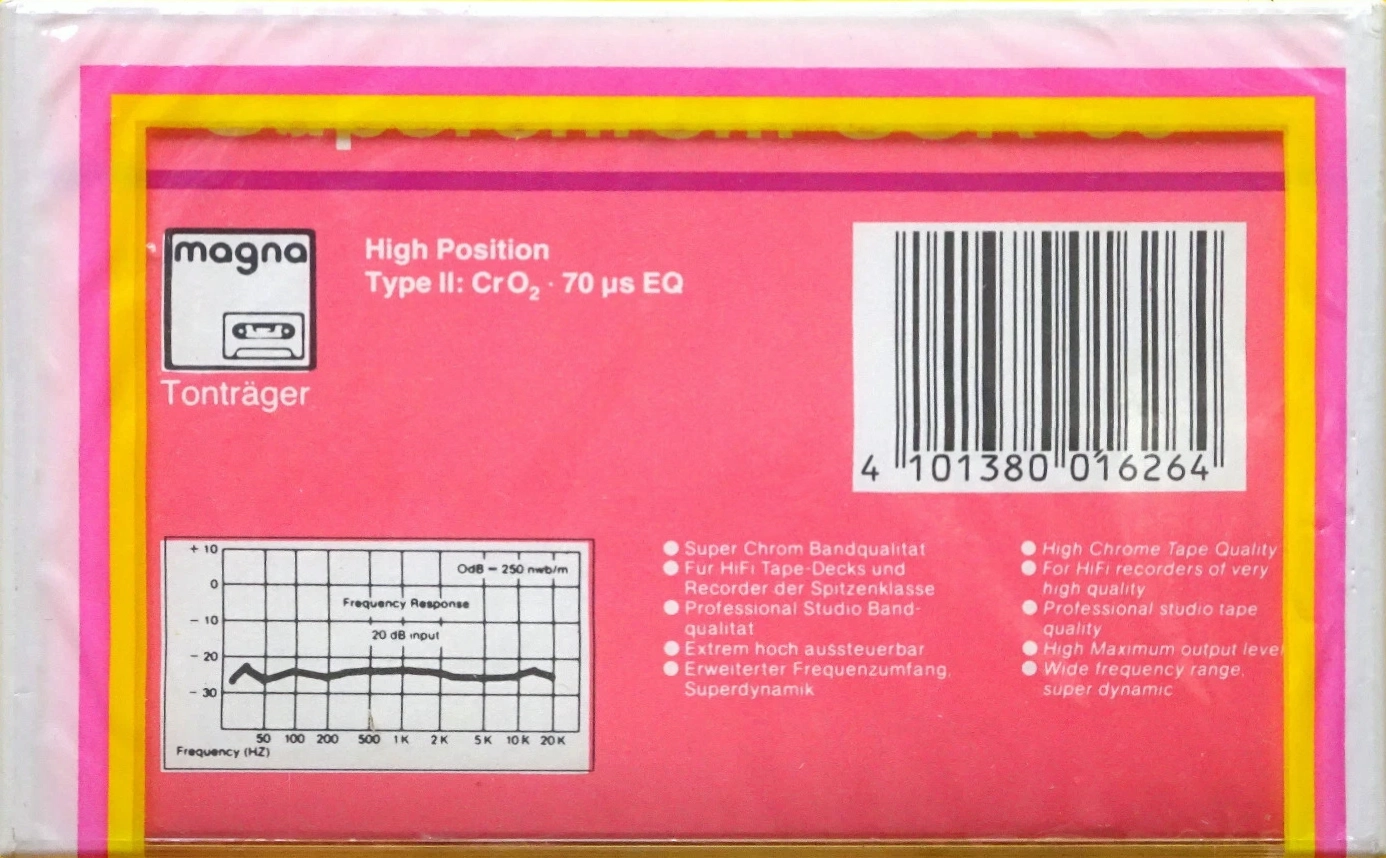 magna
Tonträger
High Position
Type II: CrO₂ · 70 µs EQ
4 101380 016264
+ 10
0
− 10
− 20
− 30
OdB − 250 nwb/m
Frequency Response
20 dB input
50 100 200 500 1K 2K 5K 10K 20K
Frequency (HZ)
● Super Chrom Bandqualitat
● Für HiFi Tape-Decks und
Recorder der Spitzenklasse
● Professional Studio Band-
qualitat
● Extrem hoch aussteuerbar
● Erweiterter Frequenzumfang,
Superdynamik
● High Chrome Tape Quality
● For HiFi recorders of very
high quality
● Professional studio tape
quality
● High Maximum output level
● Wide frequency range,
super dynamic